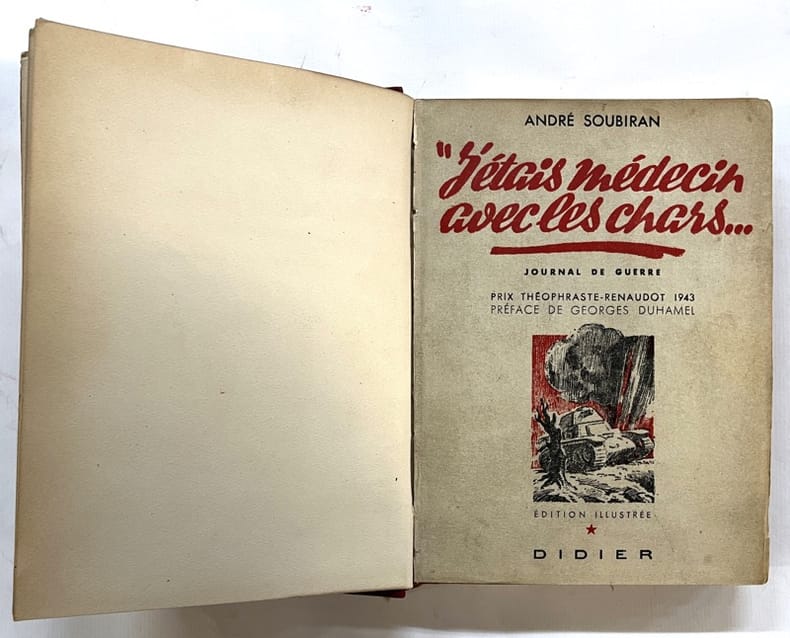 ANDRÉ SOUBIRAN
"J'étais médecin
avec les chars...
JOURNAL DE GUERRE
PRIX THÉOPHRASTE-RENAUDOT 1943
PRÉFACE DE GEORGES DUHAMEL
ÉDITION ILLUSTRÉE
DIDIER